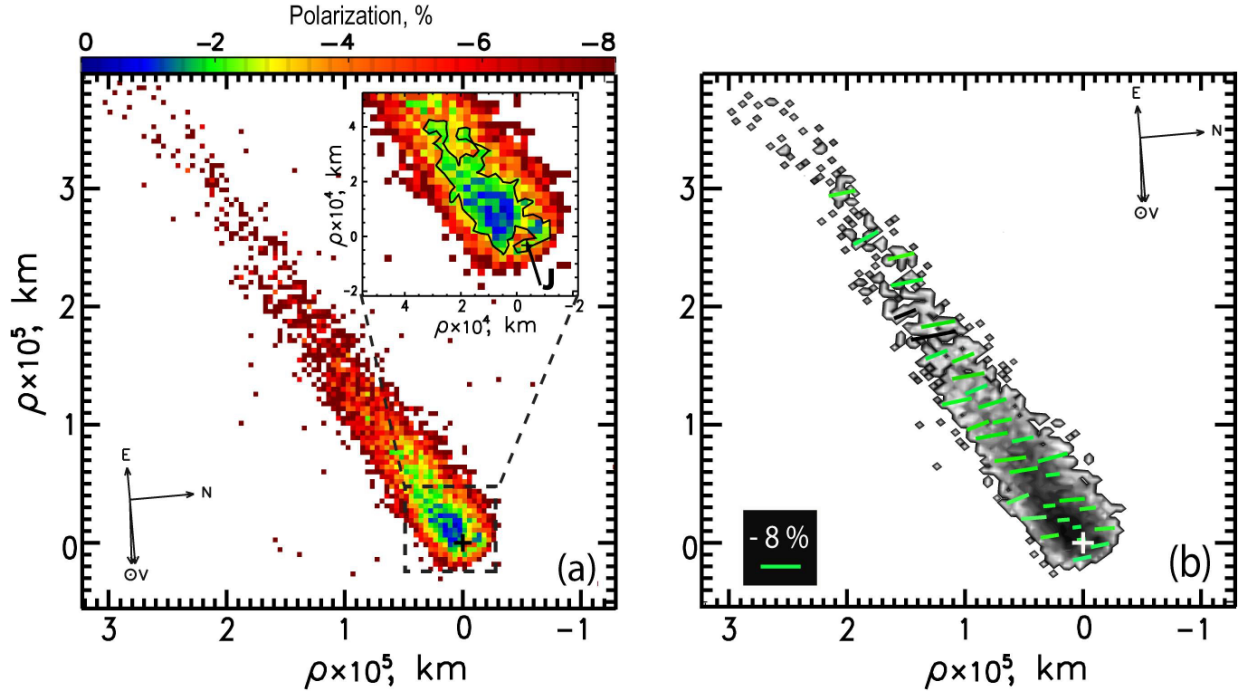 Polarization, %
0 −2 −4 −6 −8
ρ×10⁵, km
3
2
1
0
3 2 1 0 −1
ρ×10⁵, km
E
N
⊙V
(a)
ρ×10⁴, km
4
2
0
−2
4 2 0 −2
ρ×10⁴, km
J
3
2
1
0
3 2 1 0 −1
ρ×10⁵, km
E
N
⊙V
- 8 %
(b)